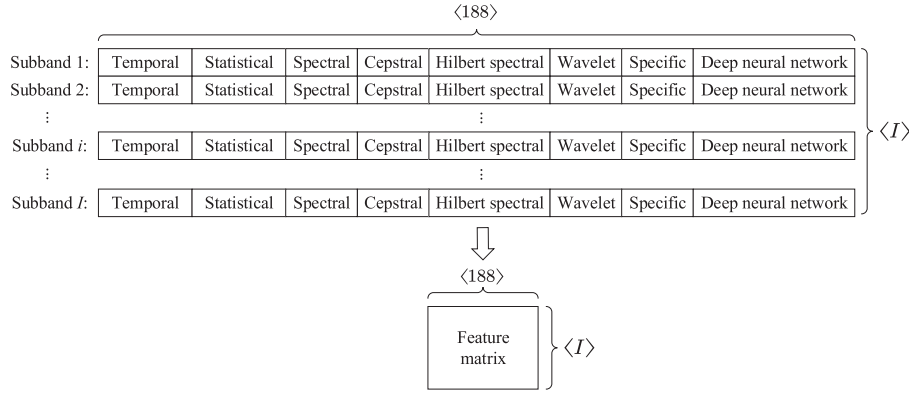 ⟨188⟩
Subband 1: Temporal Statistical Spectral Cepstral Hilbert spectral Wavelet Specific Deep neural network
Subband 2: Temporal Statistical Spectral Cepstral Hilbert spectral Wavelet Specific Deep neural network
⋮ ⋮
⟨I⟩
Subband i: Temporal Statistical Spectral Cepstral Hilbert spectral Wavelet Specific Deep neural network
⋮ ⋮
Subband I: Temporal Statistical Spectral Cepstral Hilbert spectral Wavelet Specific Deep neural network
⟨188⟩
Feature
matrix
⟨I⟩